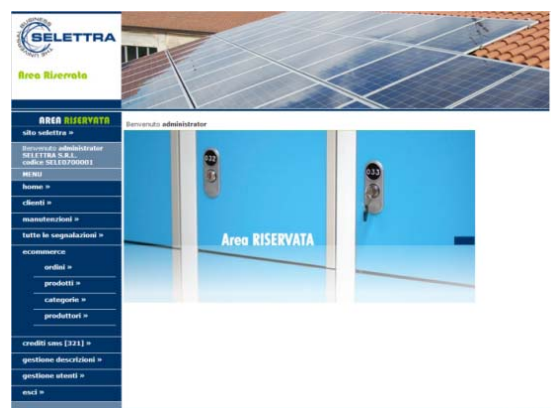 SELETTRA
Area Riservata
AREA RISERVATA
sito selettra »
Benvenuto administrator
SELETTRA S.R.L.
codice SELE0700001
MENU
home »
clienti »
manutenzioni »
tutte le segnalazioni »
ecommerce
ordini »
prodotti »
categorie »
produttori »
crediti sms [321] »
gestione descrizioni »
gestione utenti »
esci »
Benvenuto administrator
032
033
Area RISERVATA